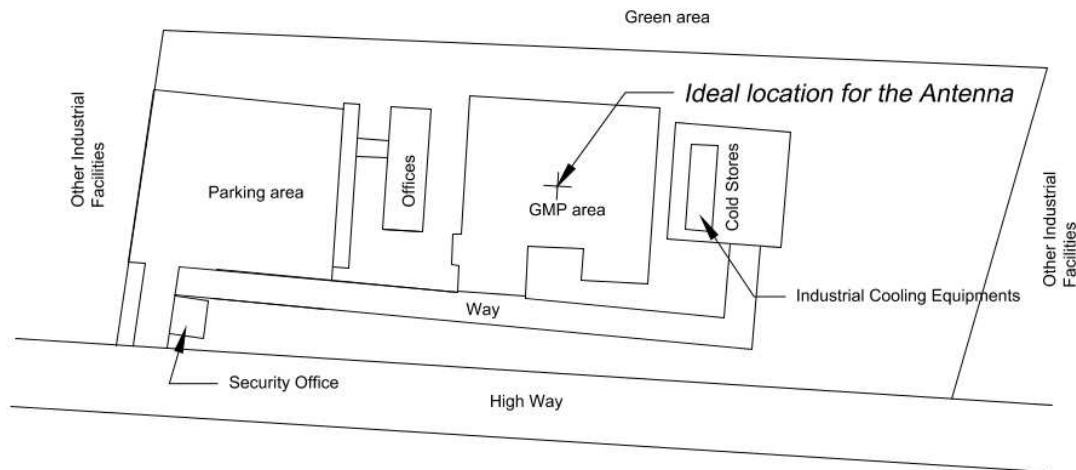 Green area
Ideal location for the Antenna
Other Industrial
Facilities
Parking area
Offices
GMP area
Cold Stores
Other Industrial
Facilities
Industrial Cooling Equipments
Way
Security Office
High Way